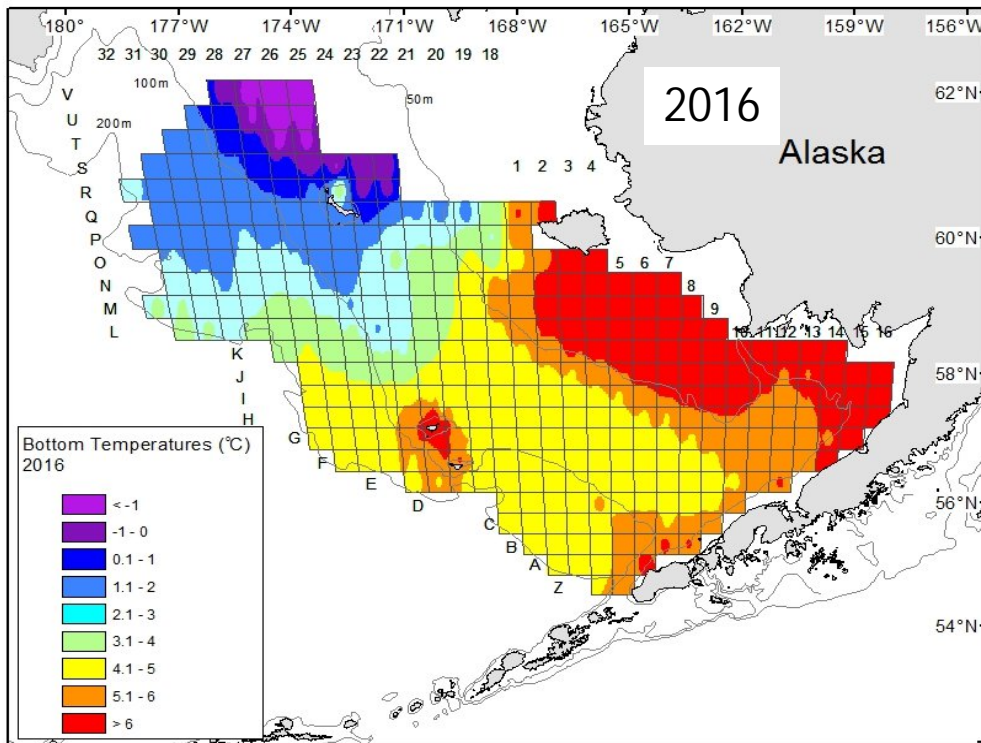 180° 177°W 174°W 171°W 168°W 165°W 162°W 159°W 156°W
32 31 30 29 28 27 26 25 24 23 22 21 20 19 18
100m
50m
200m
V
U
T
S
R
Q
P
O
N
M
L
2016
62°N
Alaska
1 2 3 4
60°N
5 6 7
8
9
10 11 12 13 14 15 16
58°N
K
J
I
H
G
F
E
D
C
B
A
Z
56°N
54°N
Bottom Temperatures (°C)
2016
< -1
-1 - 0
0.1 - 1
1.1 - 2
2.1 - 3
3.1 - 4
4.1 - 5
5.1 - 6
> 6